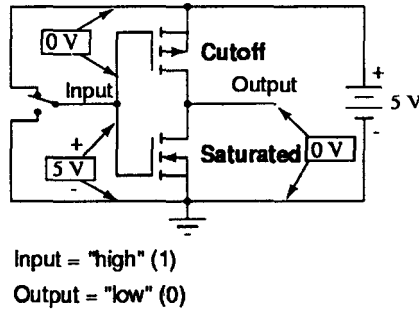 0 V
Cutoff
Input
Output
+
5 V
-
+
5 V
-
Saturated
0 V
Input = "high" (1)
Output = "low" (0)